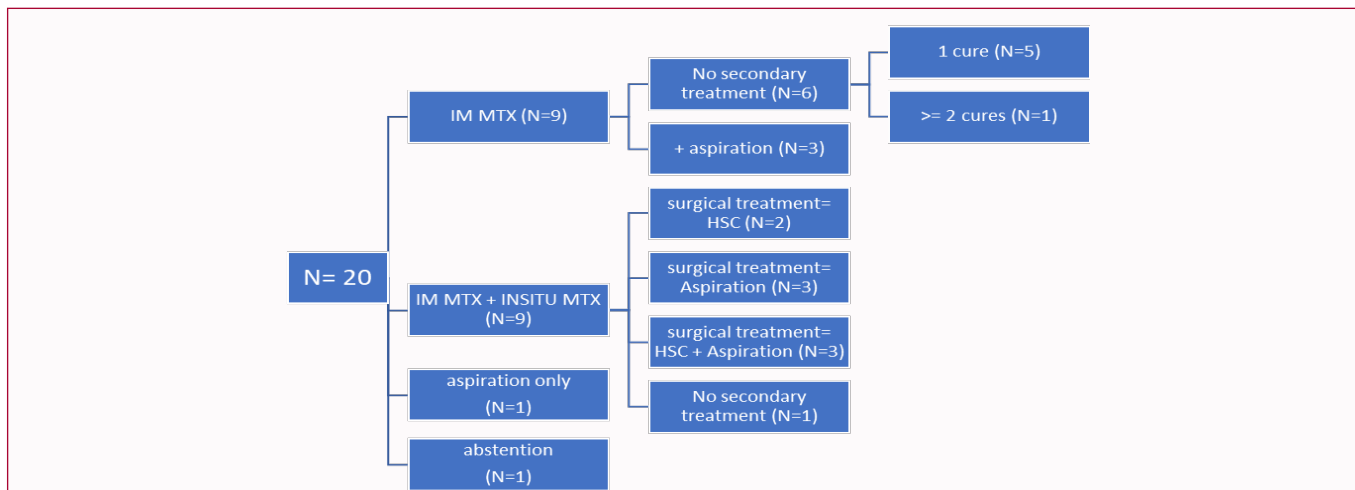 N= 20
IM MTX (N=9)
No secondary
treatment (N=6)
1 cure (N=5)
>= 2 cures (N=1)
+ aspiration (N=3)
IM MTX + INSITU MTX
(N=9)
surgical treatment=
HSC (N=2)
surgical treatment=
Aspiration (N=3)
surgical treatment=
HSC + Aspiration (N=3)
No secondary
treatment (N=1)
aspiration only
(N=1)
abstention
(N=1)